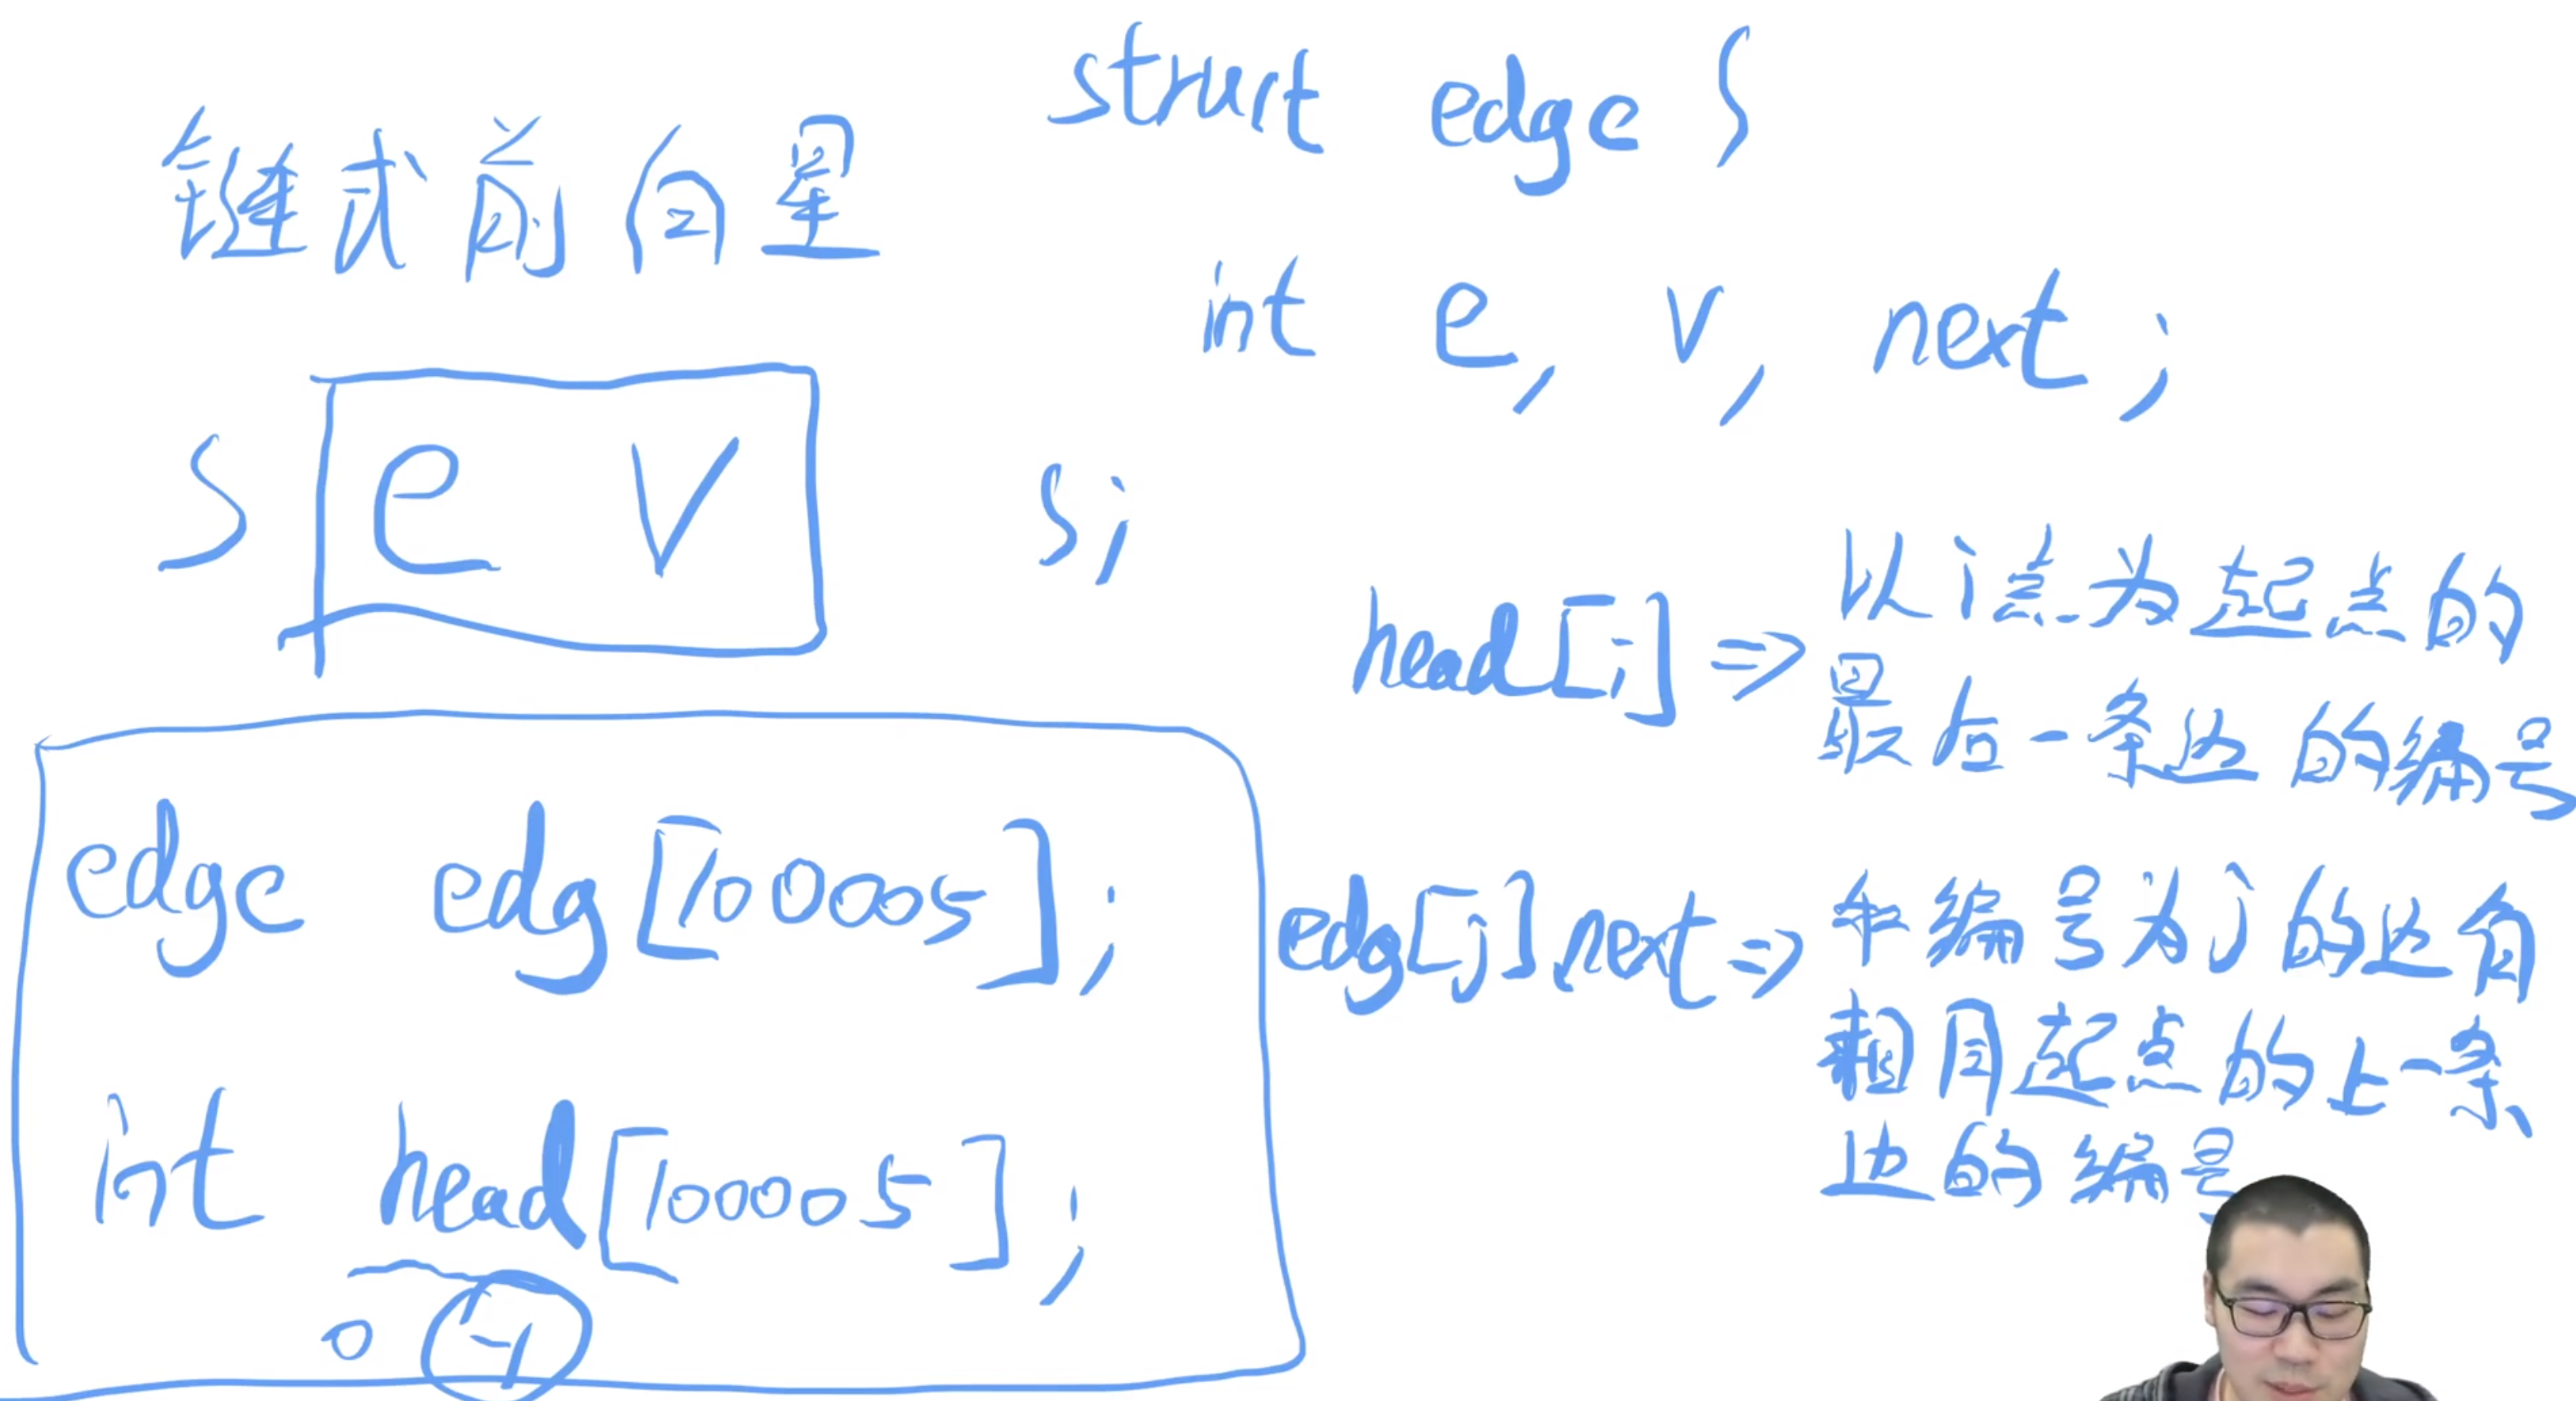 链式前向星
s e v
struct edge {
int e, v, next;
};
head[i] => 以i点为起点的
最后一条边的编号
edge edg[100005];
int head[100005];
0 -1
edg[j].next => 和编号为j的边有
相同起点的上一条
边的编号